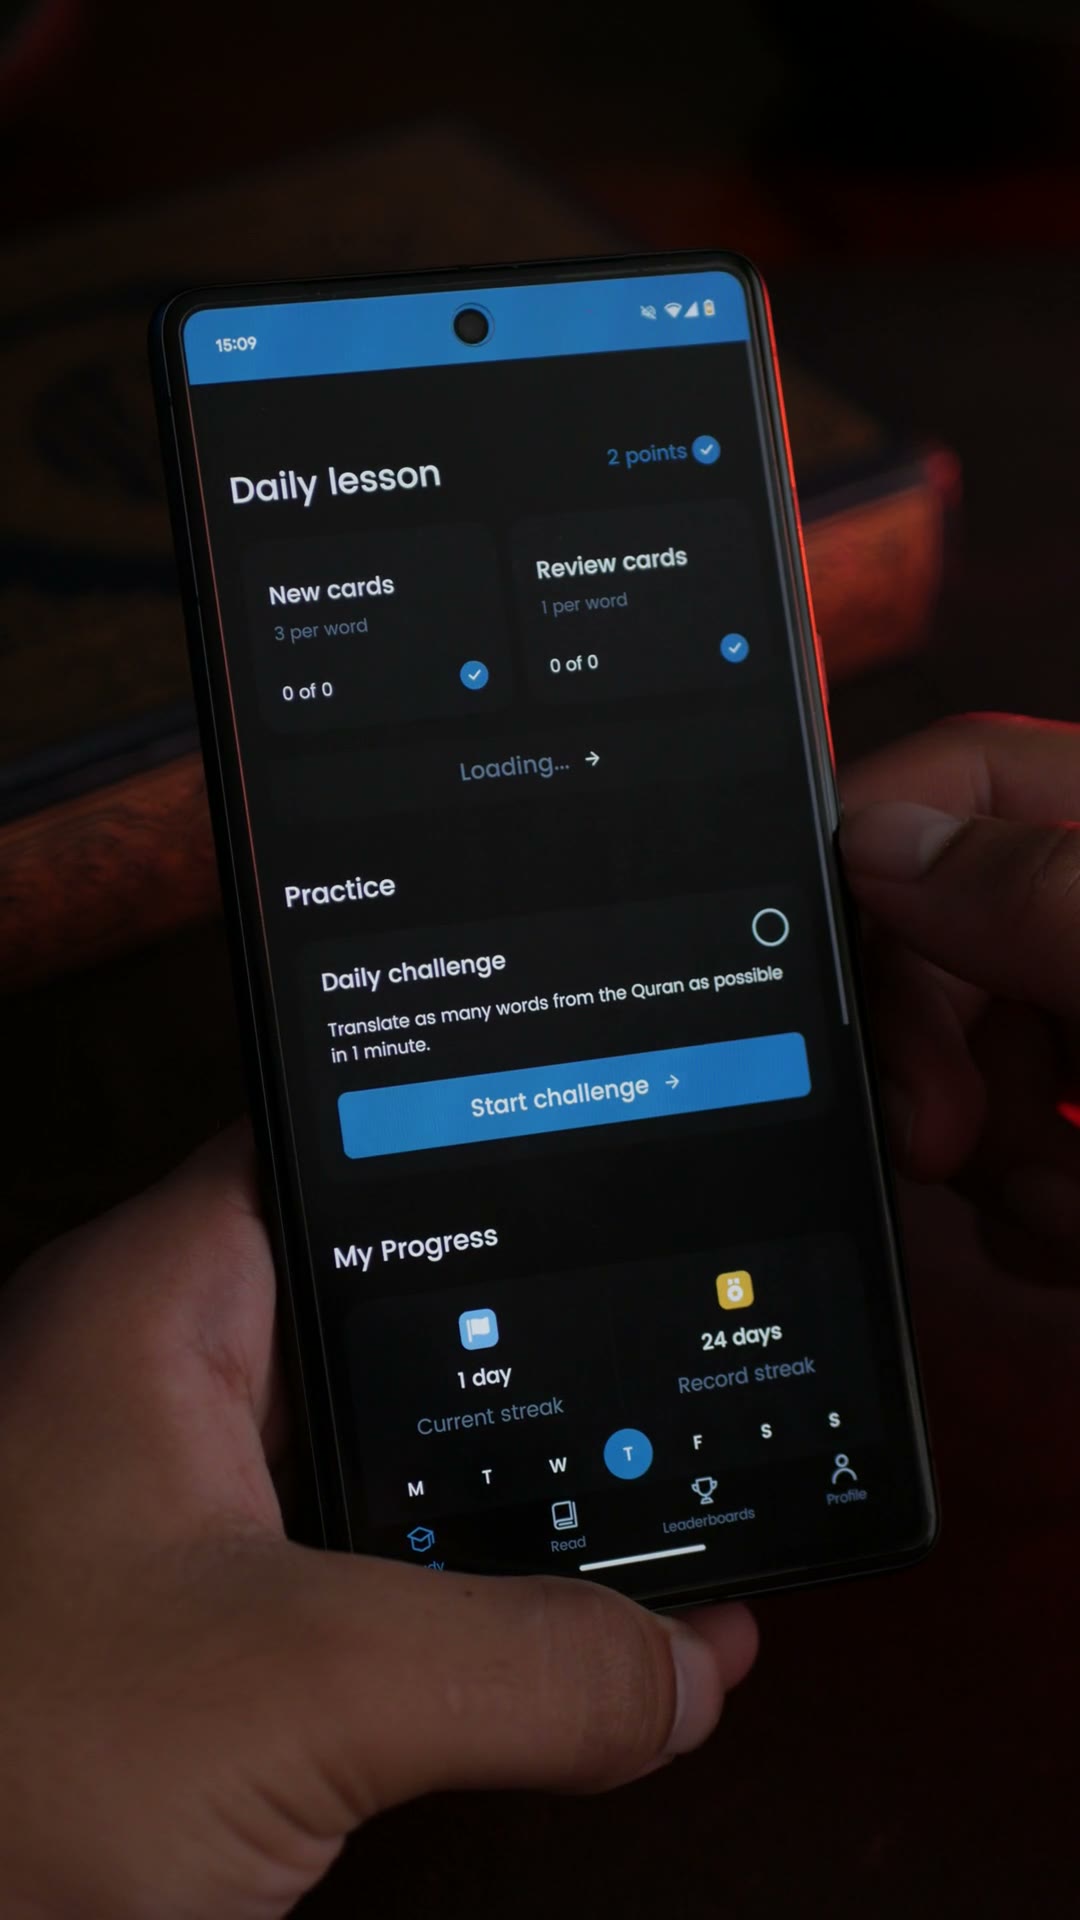 15:09
Daily lesson
2 points
New cards
3 per word
0 of 0
Review cards
1 per word
0 of 0
Loading...
Practice
Daily challenge
Translate as many words from the Quran as possible
in 1 minute.
Start challenge
My Progress
1 day
Current streak
24 days
Record streak
M T W T F S S
Read
Leaderboards
Profile